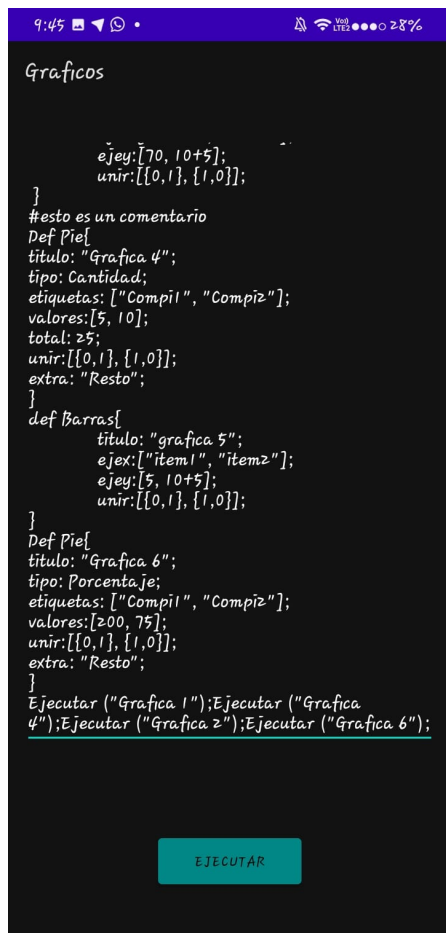 9:45
Vo))
LTE2
28%
Graficos
ejey:[70, 10+5];
unir:[{0,1}, {1,0}];
}
#esto es un comentario
Def Pie{
titulo: "Grafica 4";
tipo: Cantidad;
etiquetas: ["Compi1", "Compi2"];
valores:[5, 10];
total: 25;
unir:[{0,1}, {1,0}];
extra: "Resto";
}
def Barras{
titulo: "grafica 5";
ejex:["item1", "item2"];
ejey:[5, 10+5];
unir:[{0,1}, {1,0}];
}
Def Pie{
titulo: "Grafica 6";
tipo: Porcentaje;
etiquetas: ["Compi1", "Compi2"];
valores:[200, 75];
unir:[{0,1}, {1,0}];
extra: "Resto";
}
Ejecutar ("Grafica 1");Ejecutar ("Grafica
4");Ejecutar ("Grafica 2");Ejecutar ("Grafica 6");
EJECUTAR